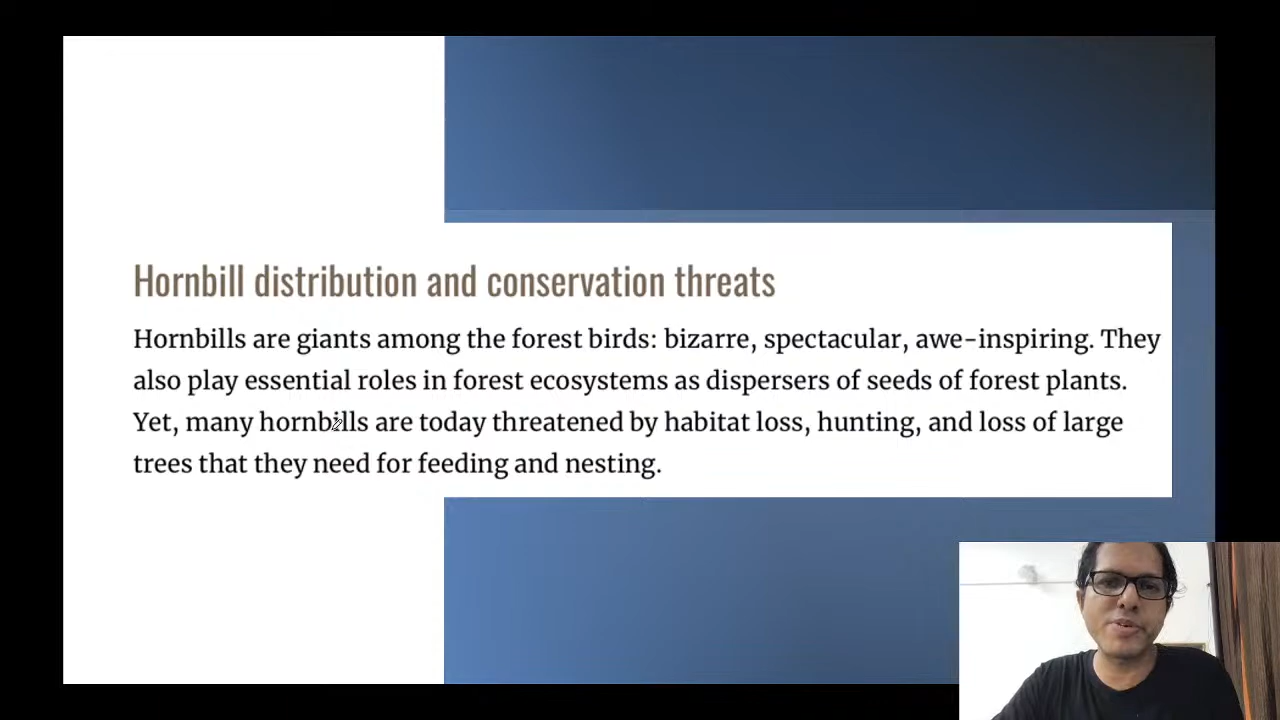 Hornbill distribution and conservation threats
Hornbills are giants among the forest birds: bizarre, spectacular, awe-inspiring. They
also play essential roles in forest ecosystems as dispersers of seeds of forest plants.
Yet, many hornbills are today threatened by habitat loss, hunting, and loss of large
trees that they need for feeding and nesting.